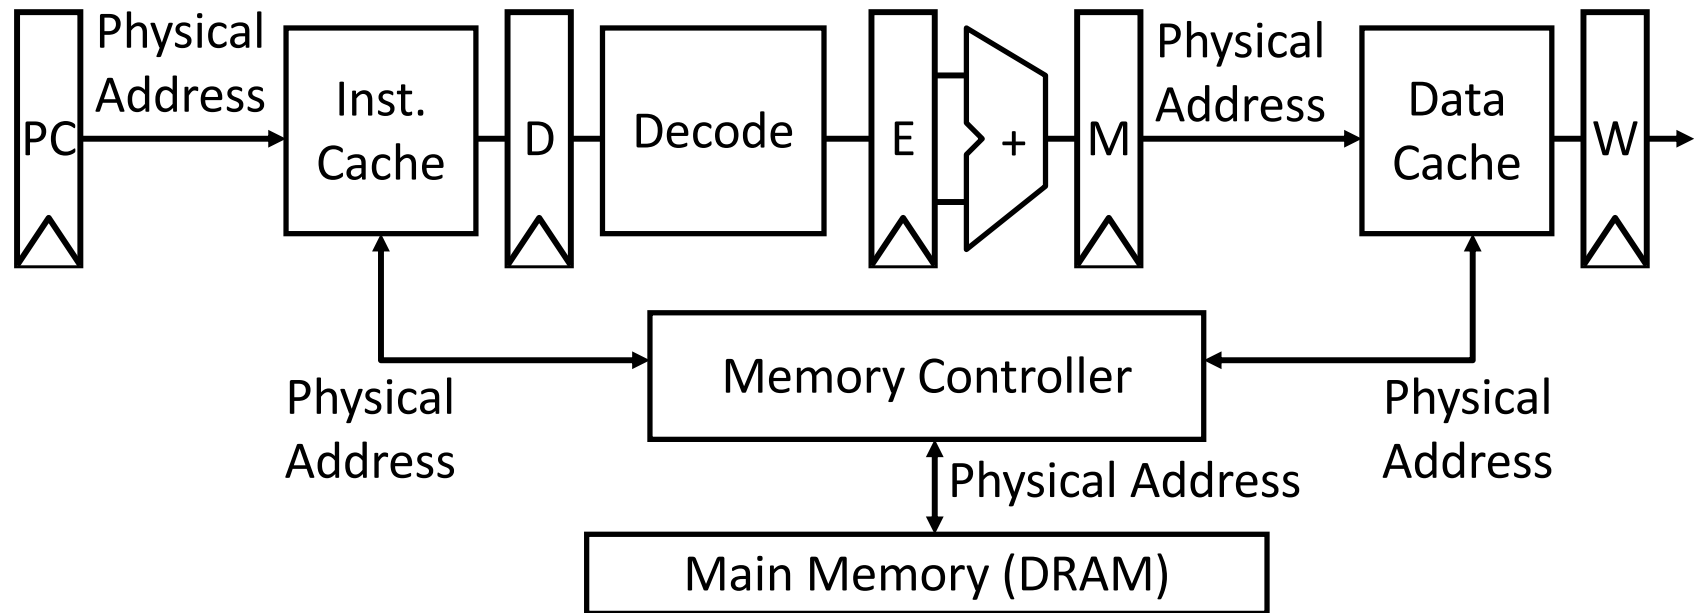 Physical
Address
PC
Inst.
Cache
D
Decode
E
+
M
Physical
Address
Data
Cache
W
Physical
Address
Memory Controller
Physical
Address
Physical Address
Main Memory (DRAM)